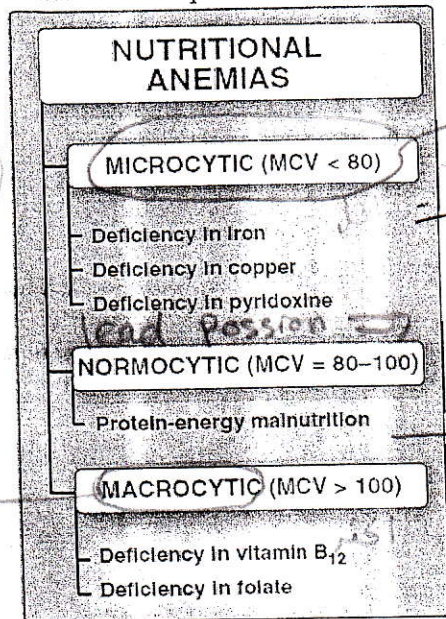 NUTRITIONAL
ANEMIAS
MICROCYTIC (MCV < 80)
Deficiency in iron
Deficiency in copper
Deficiency in pyridoxine
lead Possion
NORMOCYTIC (MCV = 80–100)
Protein-energy malnutrition
MACROCYTIC (MCV > 100)
Deficiency in vitamin B₁₂
Deficiency in folate